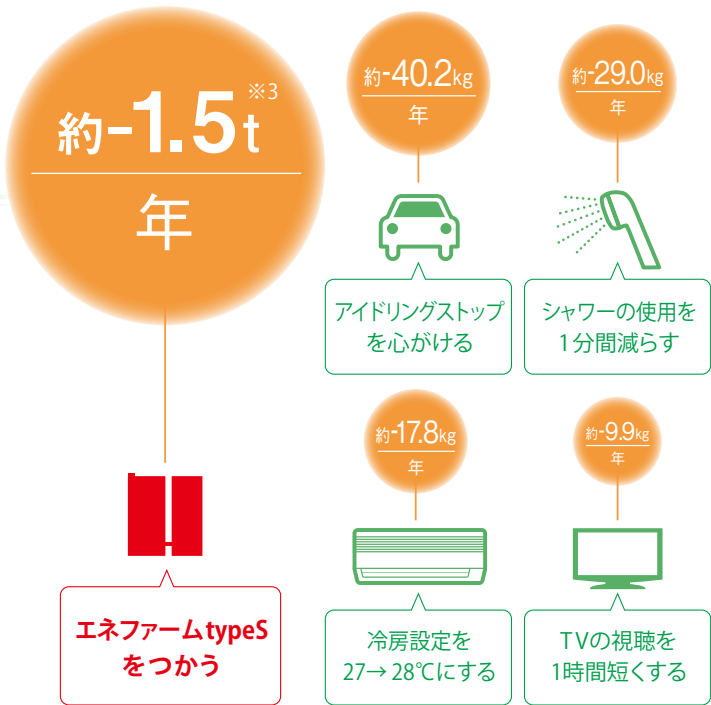 約-1.5t※3
年
エネファームtypeS
をつかう
約-40.2kg
年
アイドリングストップ
を心がける
約-29.0kg
年
シャワーの使用を
1分間減らす
約-17.8kg
年
冷房設定を
27→28℃にする
約-9.9kg
年
TVの視聴を
1時間短くする